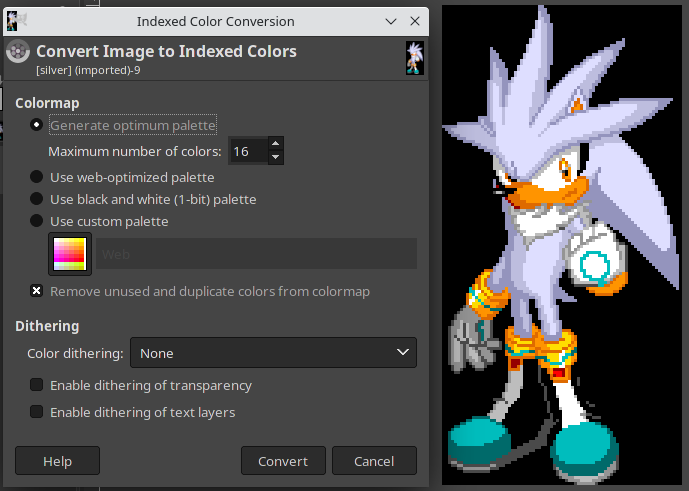 Indexed Color Conversion
Convert Image to Indexed Colors
[silver] (imported)-9
Colormap
Generate optimum palette
Maximum number of colors: 16
Use web-optimized palette
Use black and white (1-bit) palette
Use custom palette
Web
Remove unused and duplicate colors from colormap
Dithering
Color dithering: None
Enable dithering of transparency
Enable dithering of text layers
Help
Convert
Cancel